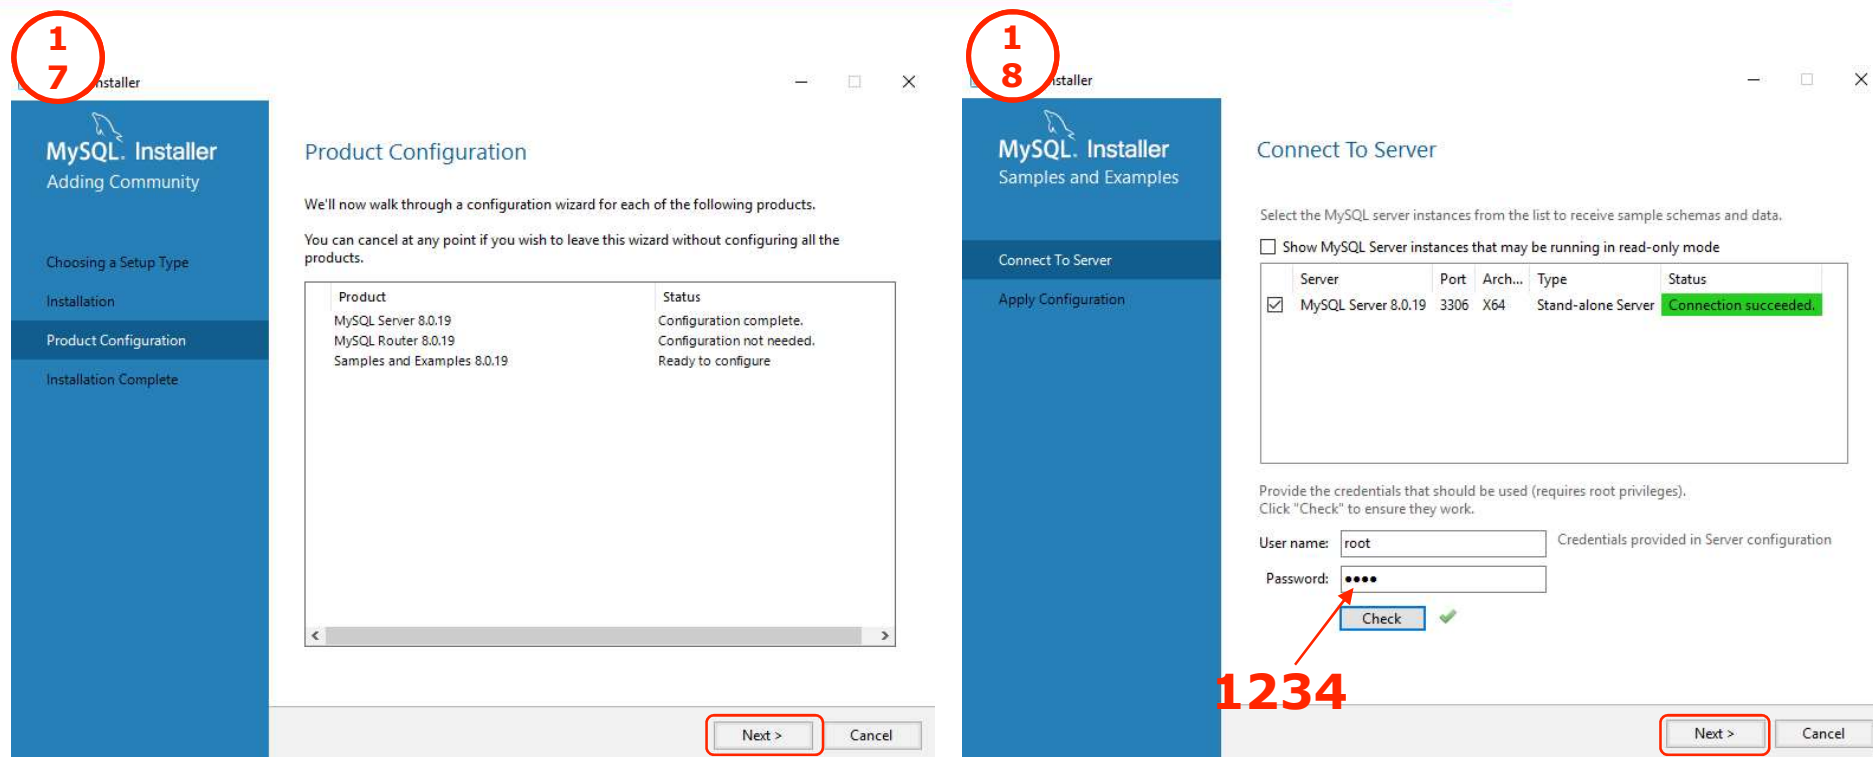 1
7
nstaller
MySQL. Installer
Adding Community
Choosing a Setup Type
Installation
Product Configuration
Installation Complete
Product Configuration
We'll now walk through a configuration wizard for each of the following products.
You can cancel at any point if you wish to leave this wizard without configuring all the
products.
Product Status
MySQL Server 8.0.19 Configuration complete.
MySQL Router 8.0.19 Configuration not needed.
Samples and Examples 8.0.19 Ready to configure
Next > Cancel
1
8
staller
MySQL. Installer
Samples and Examples
Connect To Server
Apply Configuration
Connect To Server
Select the MySQL server instances from the list to receive sample schemas and data.
Show MySQL Server instances that may be running in read-only mode
Server Port Arch... Type Status
MySQL Server 8.0.19 3306 X64 Stand-alone Server Connection succeeded.
Provide the credentials that should be used (requires root privileges).
Click "Check" to ensure they work.
User name: root Credentials provided in Server configuration
Password: ●●●●
Check
1234
Next > Cancel